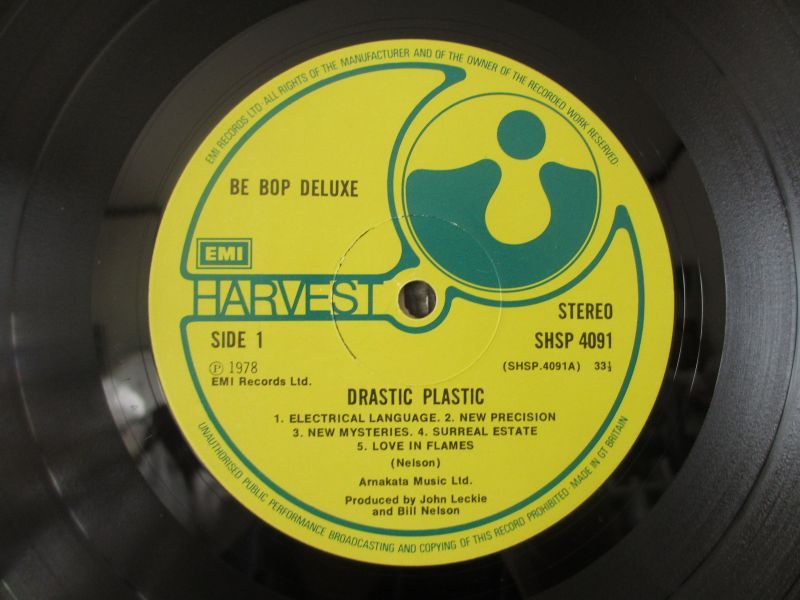 EMI RECORDS LTD· ALL RIGHTS OF THE MANUFACTURER AND OF THE OWNER OF THE RECORDED WORK RESERVED·
BE BOP DELUXE
EMI
HARVEST
STEREO
SIDE 1
SHSP 4091
℗ 1978
(SHSP.4091A) 33⅓
EMI Records Ltd.
DRASTIC PLASTIC
1. ELECTRICAL LANGUAGE. 2. NEW PRECISION
3. NEW MYSTERIES. 4. SURREAL ESTATE
5. LOVE IN FLAMES
(Nelson)
Arnakata Music Ltd.
Produced by John Leckie
and Bill Nelson
UNAUTHORISED PUBLIC PERFORMANCE BROADCASTING AND COPYING OF THIS RECORD PROHIBITED· MADE IN GT BRITAIN